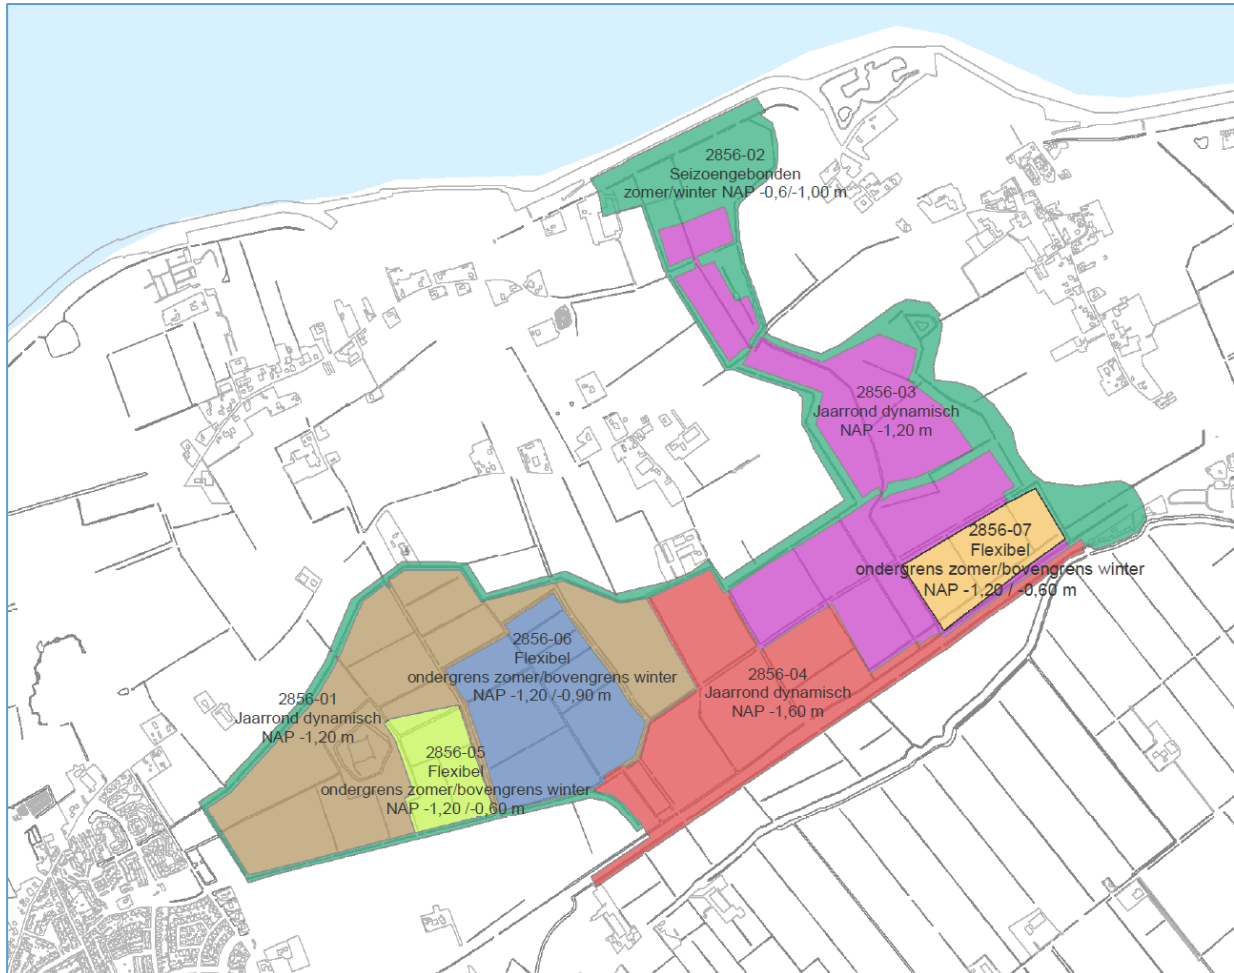 2856-02
Seizoengebonden
zomer/winter NAP -0,6/-1,00 m
2856-03
Jaarrond dynamisch
NAP -1,20 m
2856-07
Flexibel
ondergrens zomer/bovengrens winter
NAP -1,20 / -0,60 m
2856-06
Flexibel
ondergrens zomer/bovengrens winter
NAP -1,20 /-0,90 m
2856-04
Jaarrond dynamisch
NAP -1,60 m
2856-01
Jaarrond dynamisch
NAP -1,20 m
2856-05
Flexibel
ondergrens zomer/bovengrens winter
NAP -1,20 /-0,60 m